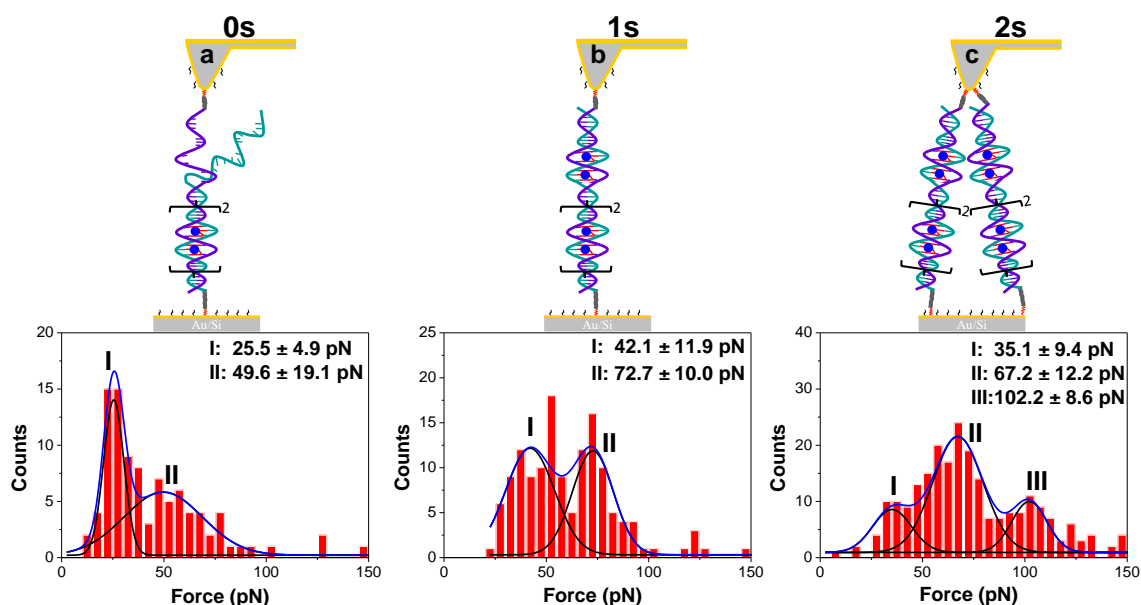 0s
1s
2s
a
b
c
2
2
2
2
Au/Si
Au/Si
Au/Si
I: 25.5 ± 4.9 pN
II: 49.6 ± 19.1 pN
I
II
20
15
10
5
0
Counts
0
50
100
150
Force (pN)
I: 42.1 ± 11.9 pN
II: 72.7 ± 10.0 pN
I
II
25
20
15
10
5
0
Counts
0
50
100
150
Force (pN)
I: 35.1 ± 9.4 pN
II: 67.2 ± 12.2 pN
III:102.2 ± 8.6 pN
I
II
III
40
30
20
10
0
Counts
0
50
100
150
Force (pN)